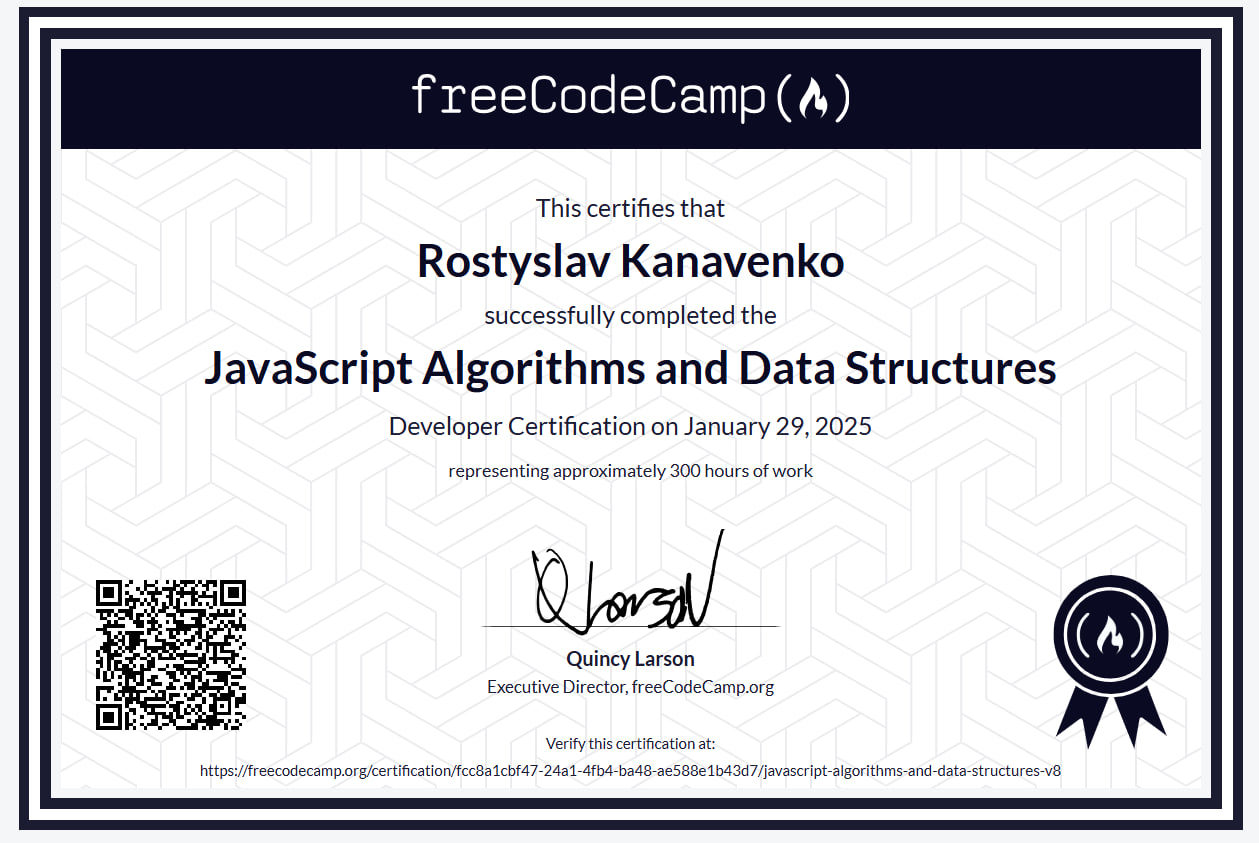 freeCodeCamp
This certifies that
Rostyslav Kanavenko
successfully completed the
JavaScript Algorithms and Data Structures
Developer Certification on January 29, 2025
representing approximately 300 hours of work
Q Larson
Quincy Larson
Executive Director, freeCodeCamp.org
Verify this certification at:
https://freecodecamp.org/certification/fcc8a1cbf47-24a1-4fb4-ba48-ae588e1b43d7/javascript-algorithms-and-data-structures-v8